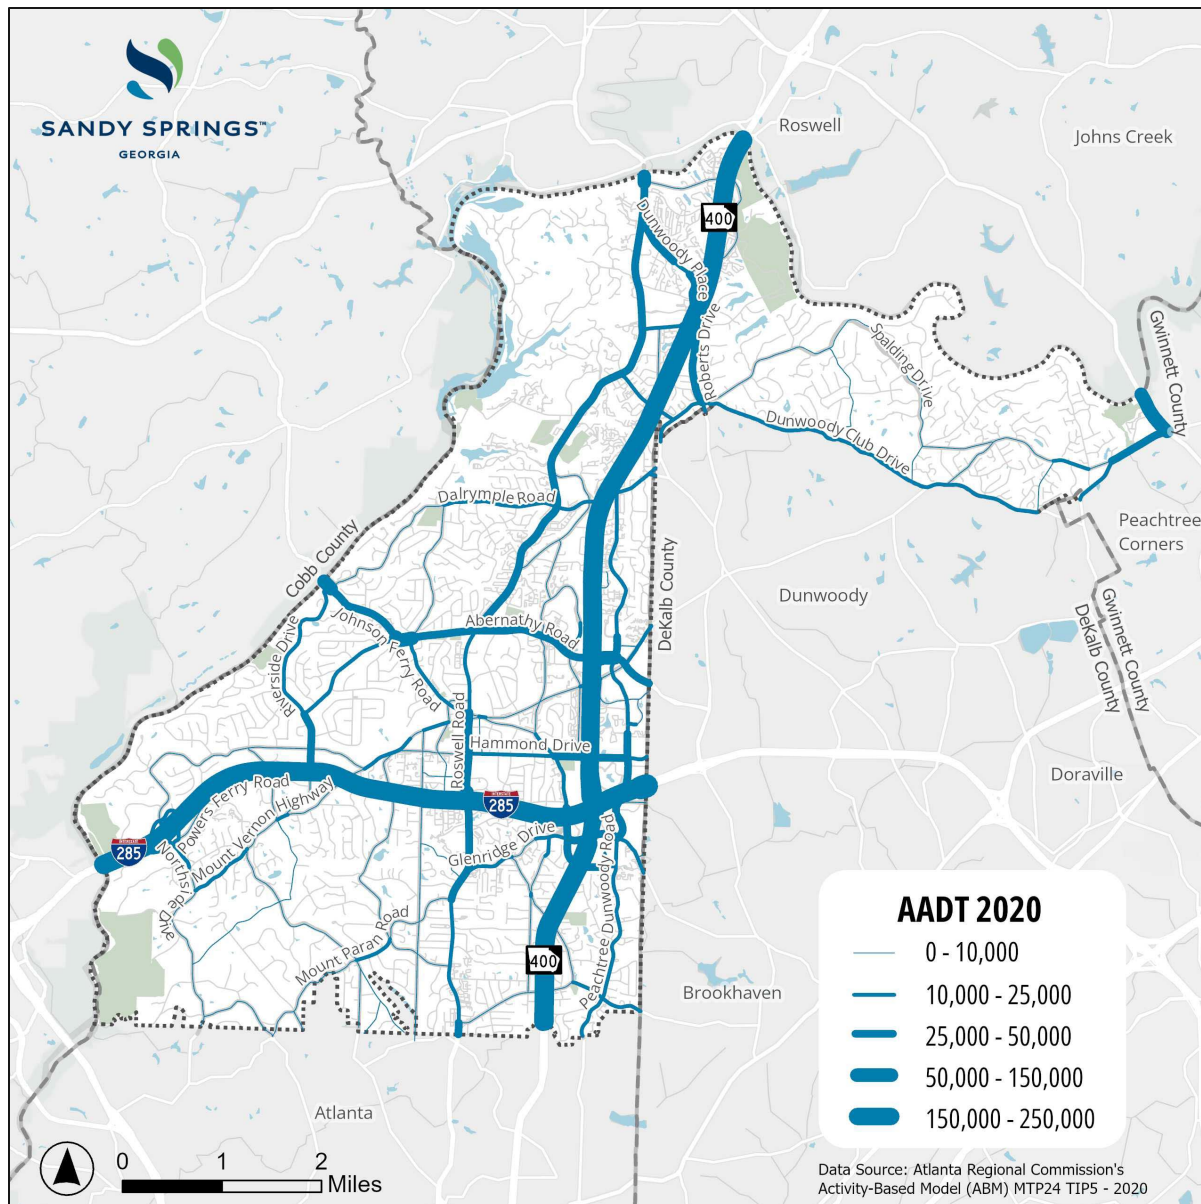 SANDY SPRINGS™
GEORGIA
Roswell
Johns Creek
400
Dunwoody Place
Roberts Drive
Spalding Drive
Gwinnett County
Dunwoody Club Drive
Dalrymple Road
Cobb County
Peachtree
Corners
DeKalb County
Dunwoody
Gwinnett County
DeKalb County
Riverside Drive
Johnson Ferry Road
Abernathy Road
Roswell Road
Hammond Drive
Doraville
Powers Ferry Road
INTERSTATE
285
Mount Vernon Highway
INTERSTATE
285
Northside Drive
Glenridge Drive
Peachtree Dunwoody Road
Mount Paran Road
400
Brookhaven
Atlanta
AADT 2020
0 - 10,000
10,000 - 25,000
25,000 - 50,000
50,000 - 150,000
150,000 - 250,000
0 1 2
Miles
Data Source: Atlanta Regional Commission's
Activity-Based Model (ABM) MTP24 TIP5 - 2020